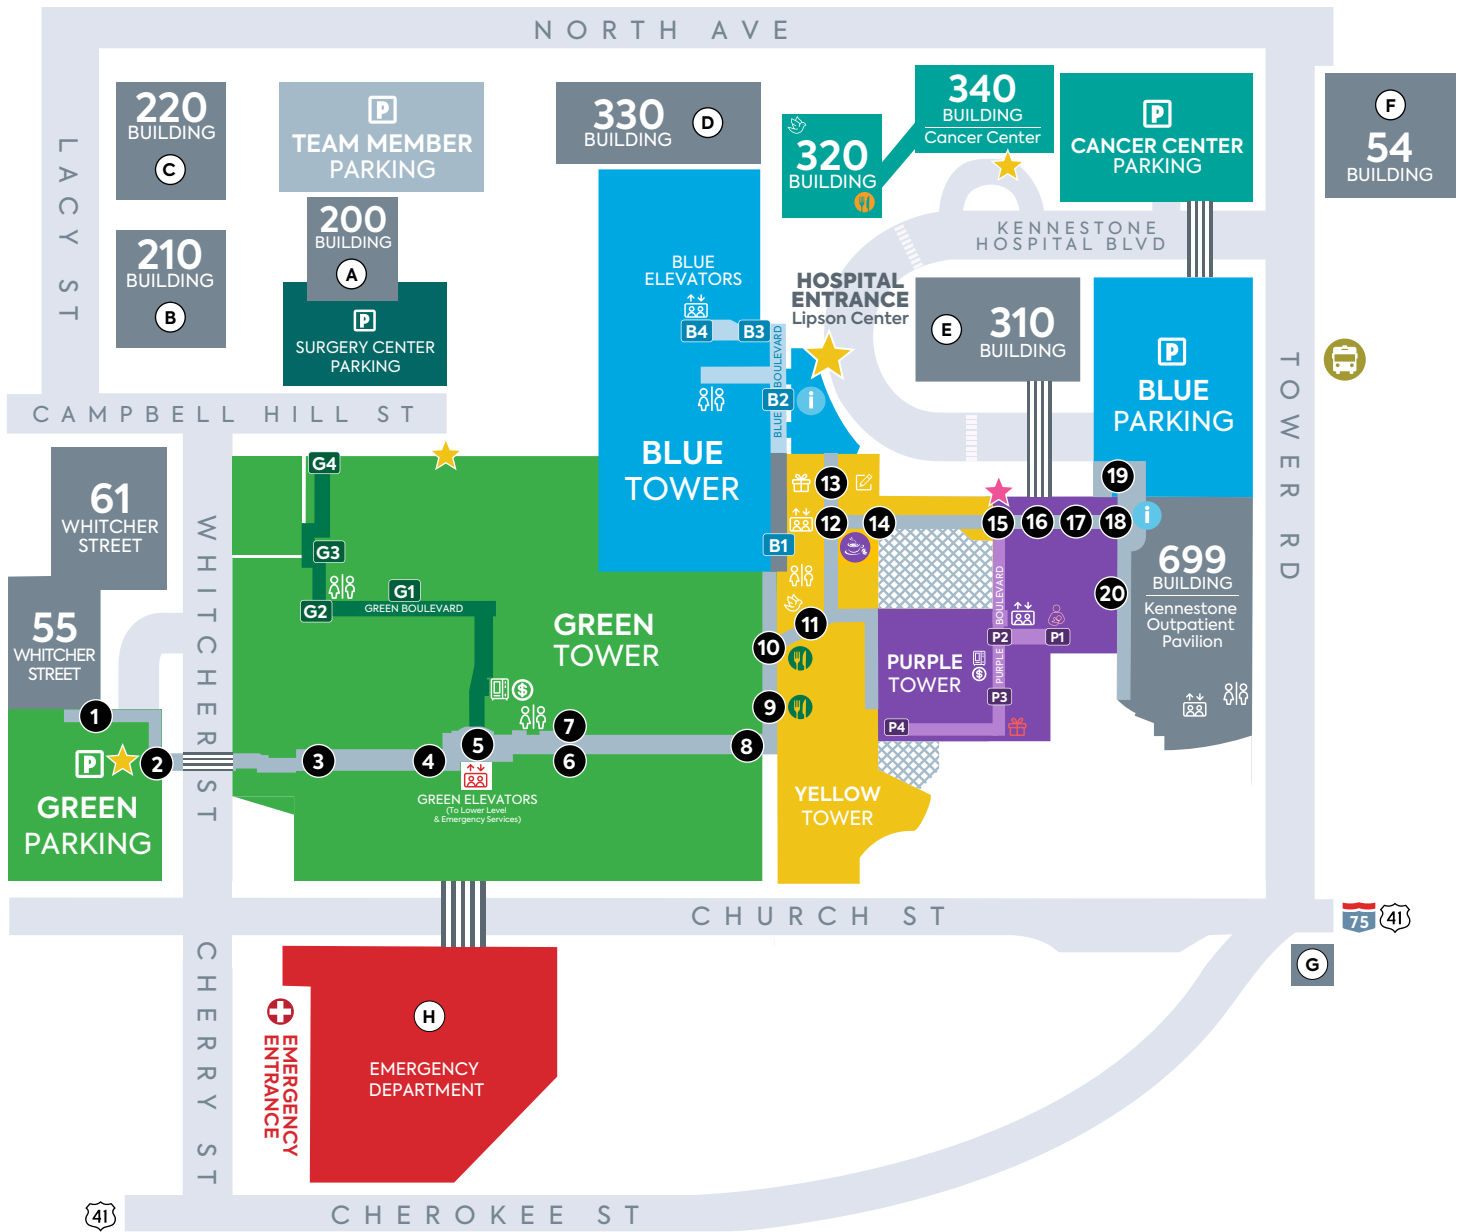 NORTH AVE
LACY ST
220
BUILDING
C
P
TEAM MEMBER
PARKING
330
BUILDING
D
320
BUILDING
340
BUILDING
Cancer Center
P
CANCER CENTER
PARKING
F
54
BUILDING
210
BUILDING
B
200
BUILDING
A
P
SURGERY CENTER
PARKING
KENNESTONE
HOSPITAL BLVD
BLUE
ELEVATORS
B4
B3
BLUE BOULEVARD
B2
i
HOSPITAL
ENTRANCE
Lipson Center
E
310
BUILDING
P
BLUE
PARKING
TOWER RD
CAMPBELL HILL ST
61
WHITCHER
STREET
55
WHITCHER
STREET
WHITCHER ST
G4
G3
G2
G1
GREEN BOULEVARD
BLUE
TOWER
B1
GREEN
TOWER
13
12
14
15
16
17
18
i
19
20
699
BUILDING
Kennestone
Outpatient
Pavilion
11
10
9
PURPLE BOULEVARD
P2
P1
P3
P4
PURPLE
TOWER
$
1
2
P
GREEN
PARKING
3
4
5
$
7
6
8
GREEN ELEVATORS
(To Lower Level
& Emergency Services)
YELLOW
TOWER
CHURCH ST
75
41
G
CHERRY ST
EMERGENCY
ENTRANCE
H
EMERGENCY
DEPARTMENT
41
CHEROKEE ST